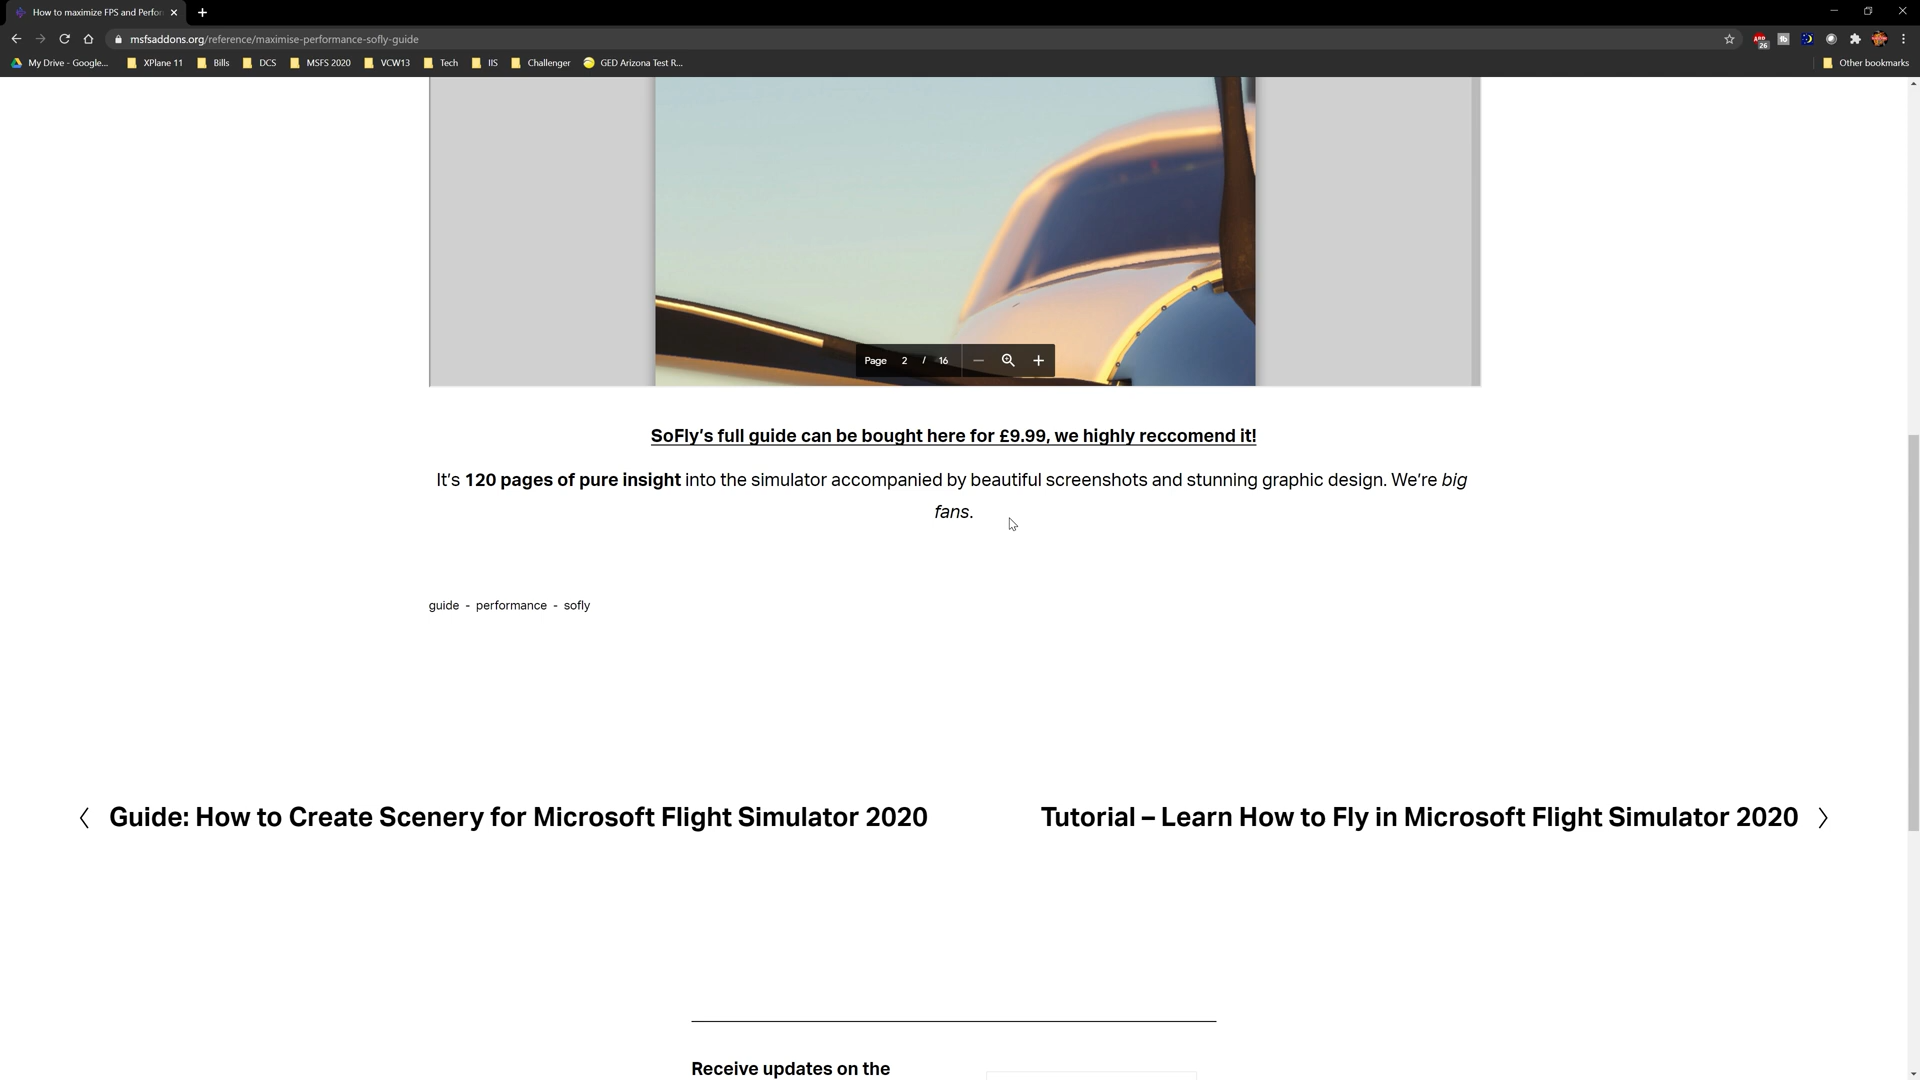 How to maximize FPS and Perfor
msfsaddons.org/reference/maximise-performance-sofly-guide
26
My Drive - Google... XPlane 11 Bills DCS MSFS 2020 VCW13 Tech IIS Challenger GED Arizona Test R... Other bookmarks
Page 2 / 16
SoFly’s full guide can be bought here for £9.99, we highly reccomend it!
It’s 120 pages of pure insight into the simulator accompanied by beautiful screenshots and stunning graphic design. We’re big
fans.
guide - performance - sofly
Guide: How to Create Scenery for Microsoft Flight Simulator 2020
Tutorial – Learn How to Fly in Microsoft Flight Simulator 2020
Receive updates on the